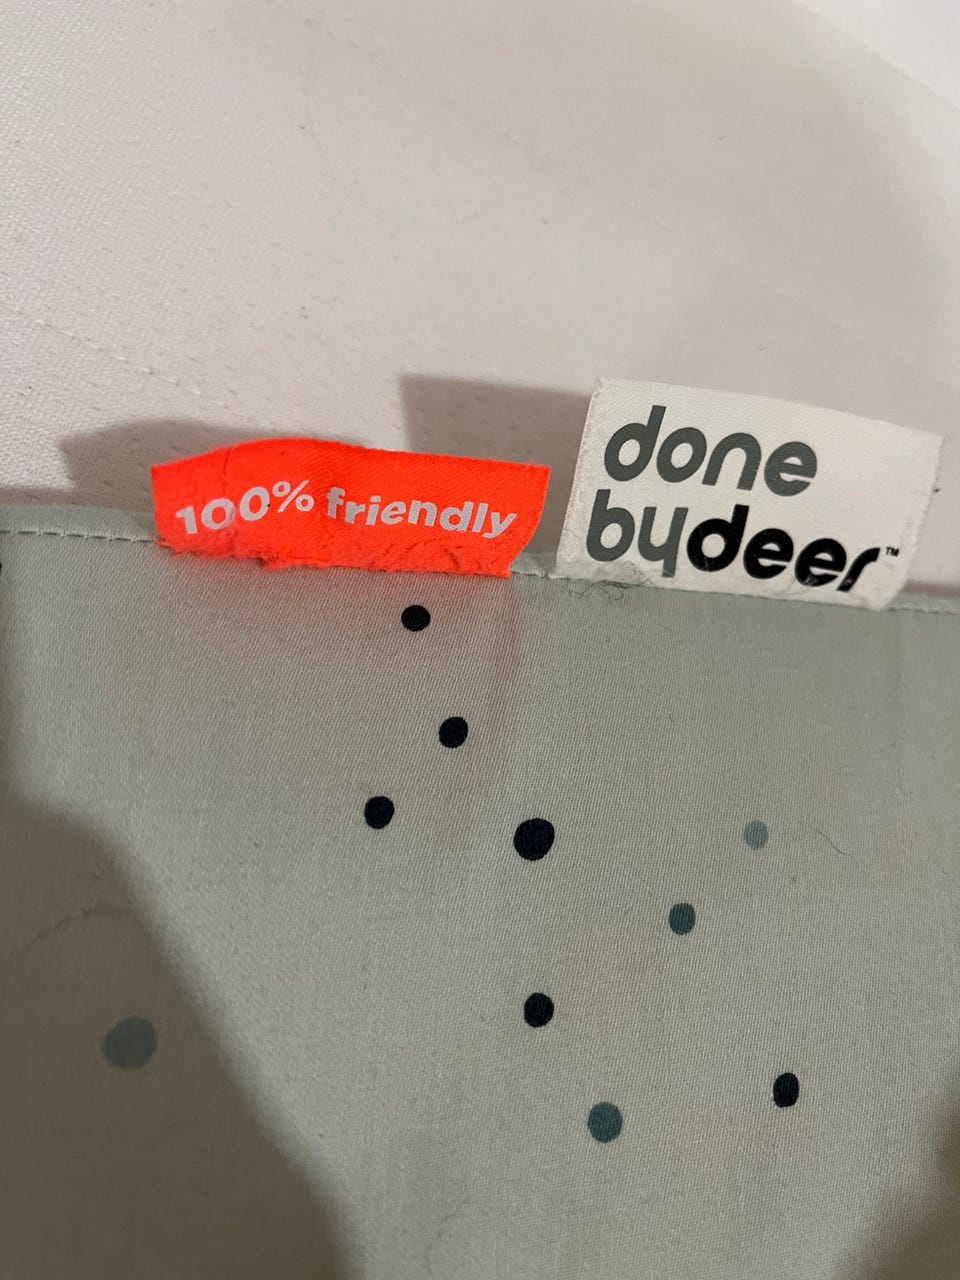 100% friendly
done
bydeer™